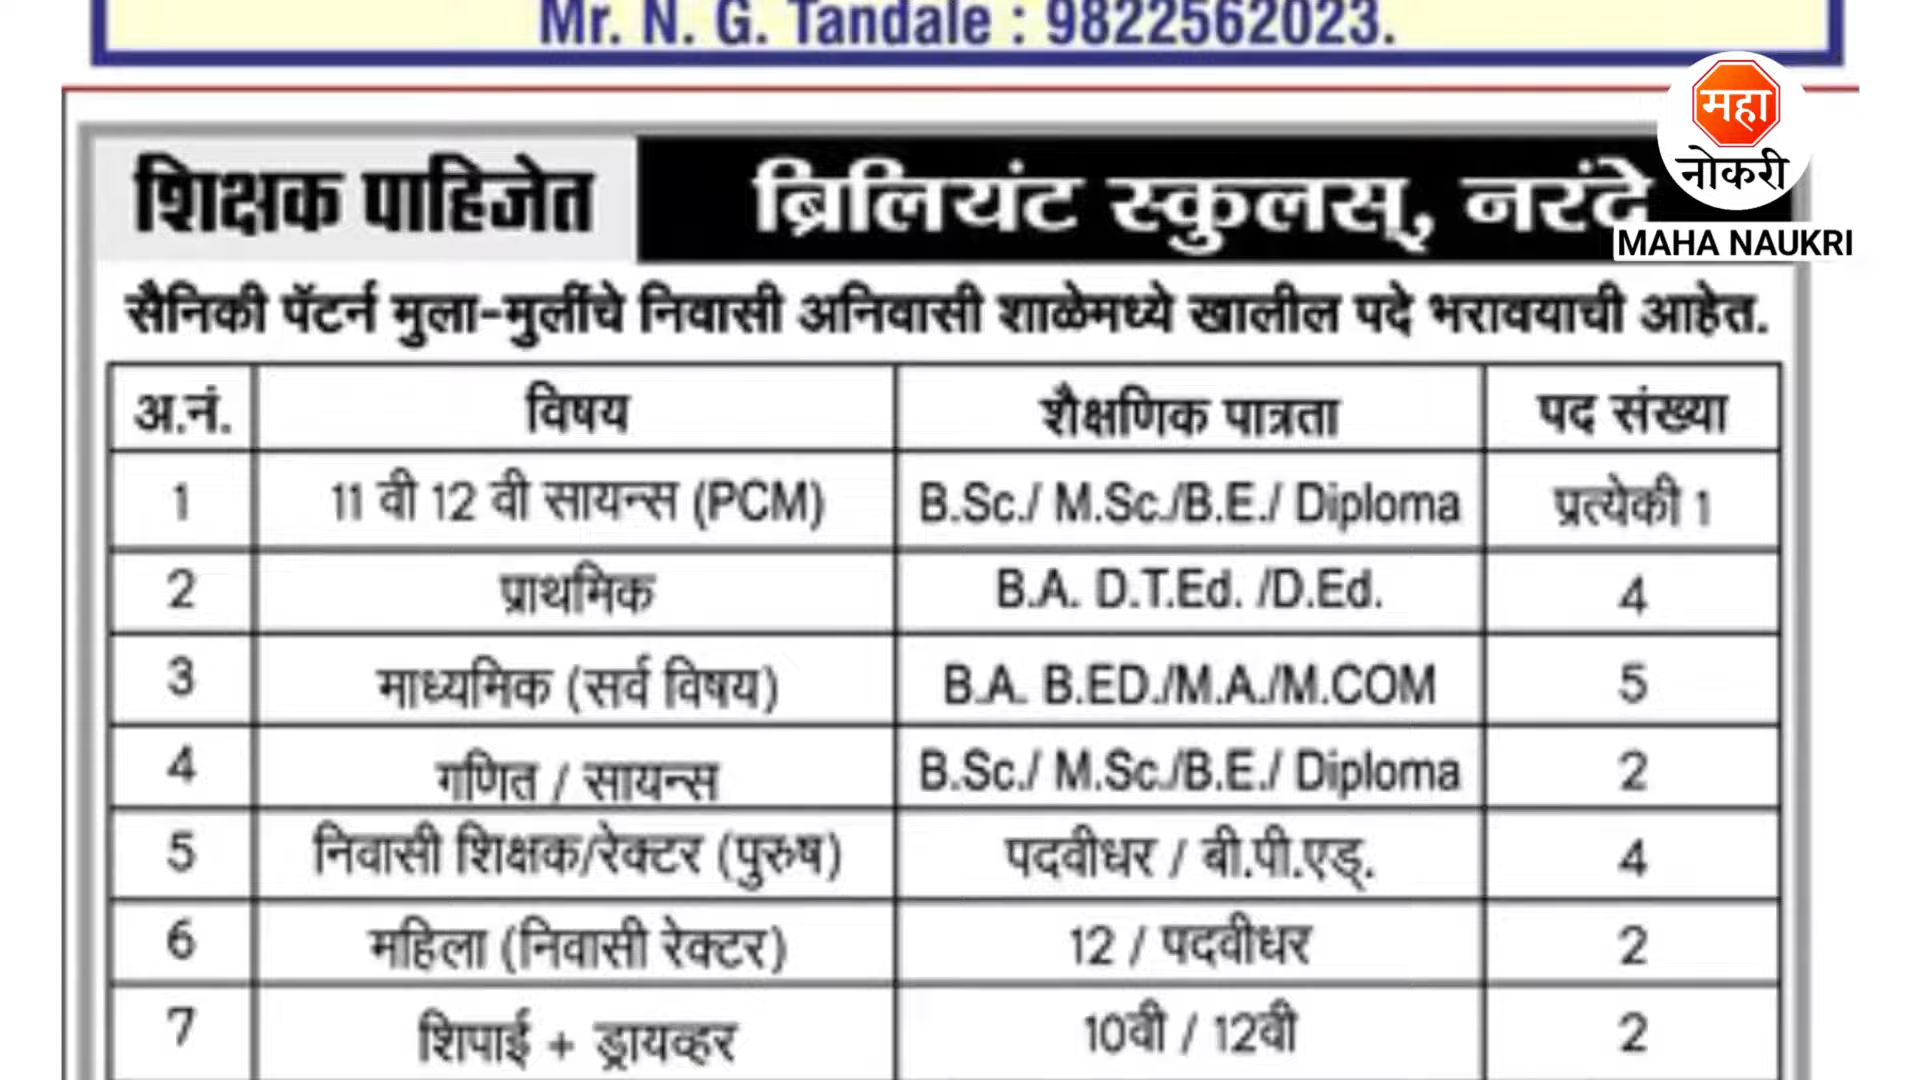 Mr. N. G. Tandale : 9822562023.
महा
नोकरी
MAHA NAUKRI
शिक्षक पाहिजेत ब्रिलियंट स्कुलस्, नरंदे
सैनिकी पॅटर्न मुला-मुलींचे निवासी अनिवासी शाळेमध्ये खालील पदे भरावयाची आहेत.
अ.नं. विषय शैक्षणिक पात्रता पद संख्या
1 11 वी 12 वी सायन्स (PCM) B.Sc./ M.Sc./B.E./ Diploma प्रत्येकी 1
2 प्राथमिक B.A. D.T.Ed. /D.Ed. 4
3 माध्यमिक (सर्व विषय) B.A. B.ED./M.A./M.COM 5
4 गणित / सायन्स B.Sc./ M.Sc./B.E./ Diploma 2
5 निवासी शिक्षक/रेक्टर (पुरुष) पदवीधर / बी.पी.एड्. 4
6 महिला (निवासी रेक्टर) 12 / पदवीधर 2
7 शिपाई + ड्रायव्हर 10वी / 12वी 2